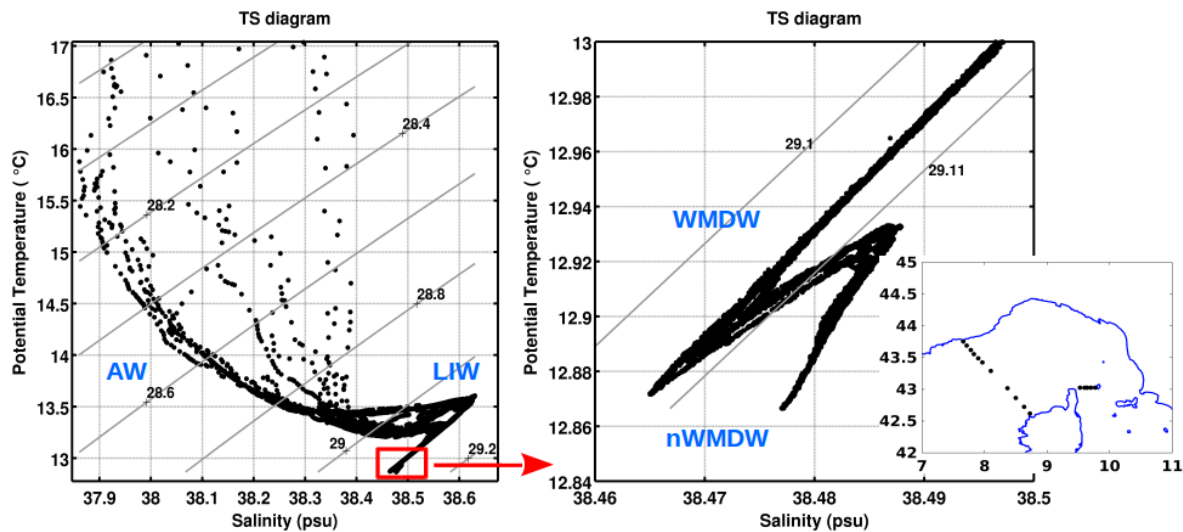 TS diagram
17
16.5
16
15.5
15
14.5
14
13.5
13
Potential Temperature ( °C)
28.4
28.2
28.8
28.6
29
29.2
AW
LIW
37.9 38 38.1 38.2 38.3 38.4 38.5 38.6
Salinity (psu)
TS diagram
13
12.98
12.96
12.94
12.92
12.9
12.88
12.86
12.84
Potential Temperature ( °C)
29.1
29.11
WMDW
nWMDW
38.46 38.47 38.48 38.49 38.5
Salinity (psu)
45
44.5
44
43.5
43
42.5
42
7 8 9 10 11